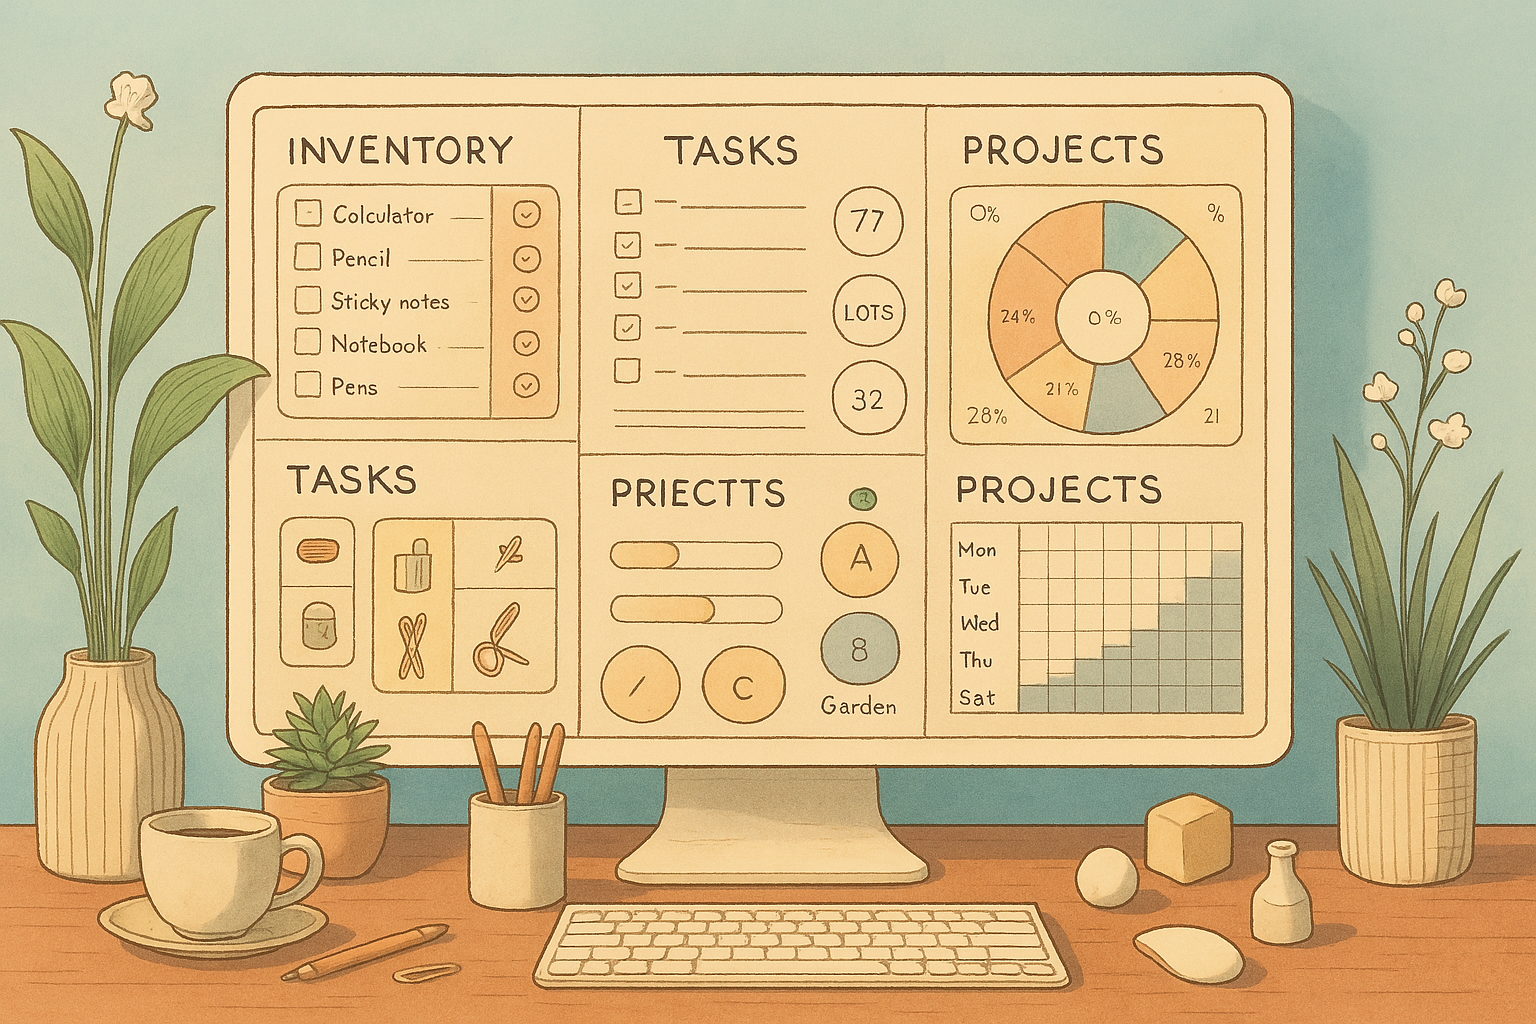 INVENTORY
Colculator
Pencil
Sticky notes
Notebook
Pens
TASKS
77
LOTS
32
PROJECTS
0%
%
24%
0%
28%
21%
28%
21
TASKS
PRIECTTS
2
A
8
/
C
Garden
PROJECTS
Mon
Tue
Wed
Thu
Sat